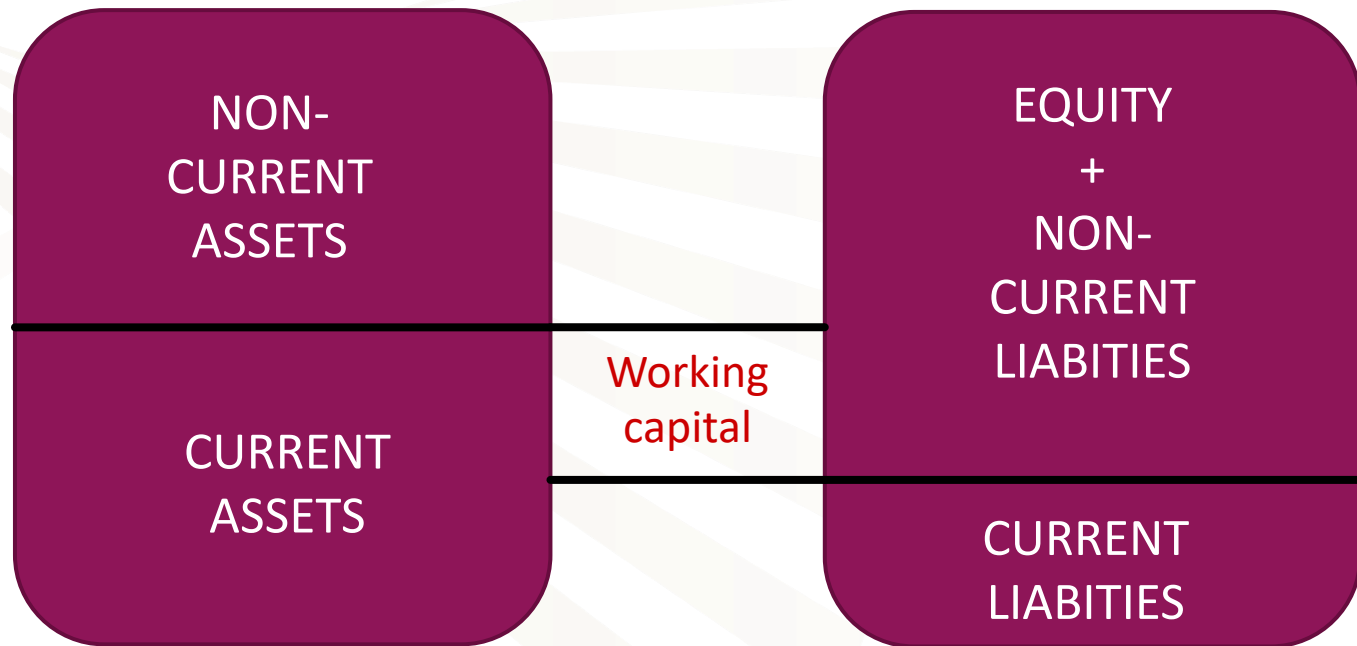 NON-
CURRENT
ASSETS
CURRENT
ASSETS
Working
capital
EQUITY
+
NON-
CURRENT
LIABITIES
CURRENT
LIABITIES